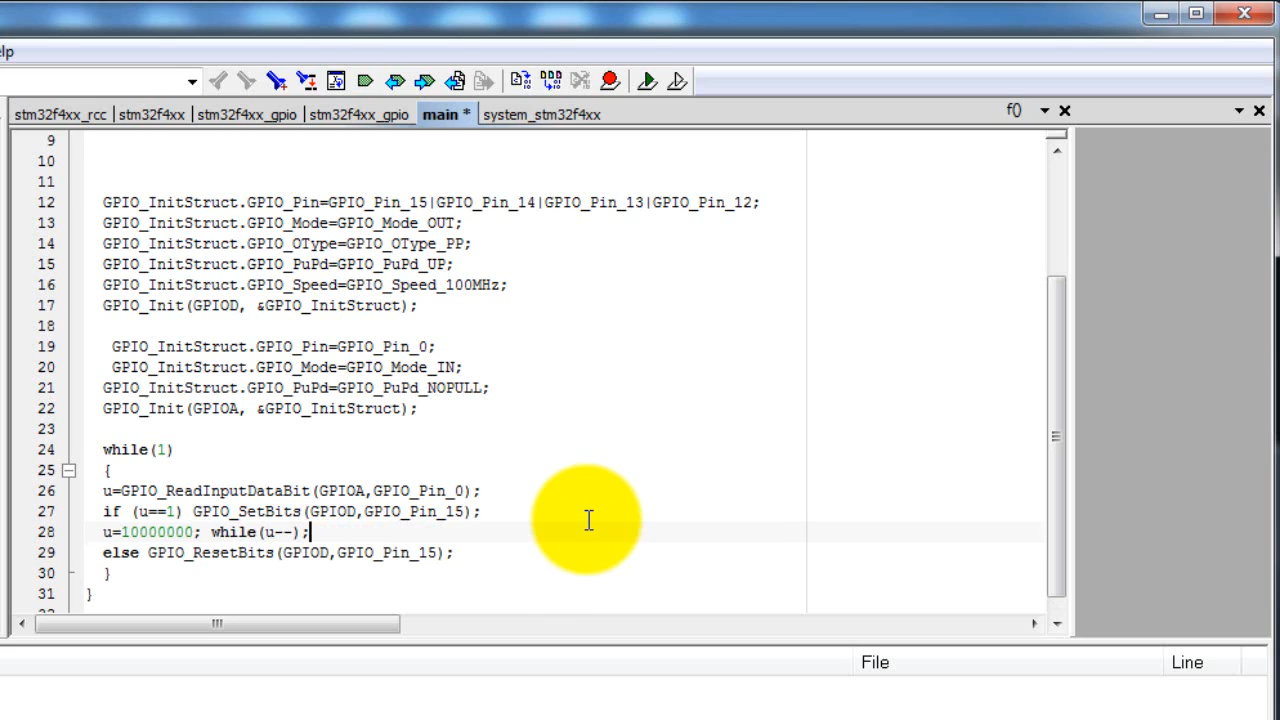 elp
stm32f4xx_rcc stm32f4xx stm32f4xx_gpio stm32f4xx_gpio main * system_stm32f4xx f()
9
10
11
12 GPIO_InitStruct.GPIO_Pin=GPIO_Pin_15|GPIO_Pin_14|GPIO_Pin_13|GPIO_Pin_12;
13 GPIO_InitStruct.GPIO_Mode=GPIO_Mode_OUT;
14 GPIO_InitStruct.GPIO_OType=GPIO_OType_PP;
15 GPIO_InitStruct.GPIO_PuPd=GPIO_PuPd_UP;
16 GPIO_InitStruct.GPIO_Speed=GPIO_Speed_100MHz;
17 GPIO_Init(GPIOD, &GPIO_InitStruct);
18
19 GPIO_InitStruct.GPIO_Pin=GPIO_Pin_0;
20 GPIO_InitStruct.GPIO_Mode=GPIO_Mode_IN;
21 GPIO_InitStruct.GPIO_PuPd=GPIO_PuPd_NOPULL;
22 GPIO_Init(GPIOA, &GPIO_InitStruct);
23
24 while(1)
25 {
26 u=GPIO_ReadInputDataBit(GPIOA,GPIO_Pin_0);
27 if (u==1) GPIO_SetBits(GPIOD,GPIO_Pin_15);
28 u=10000000; while(u--);
29 else GPIO_ResetBits(GPIOD,GPIO_Pin_15);
30 }
31 }
File Line